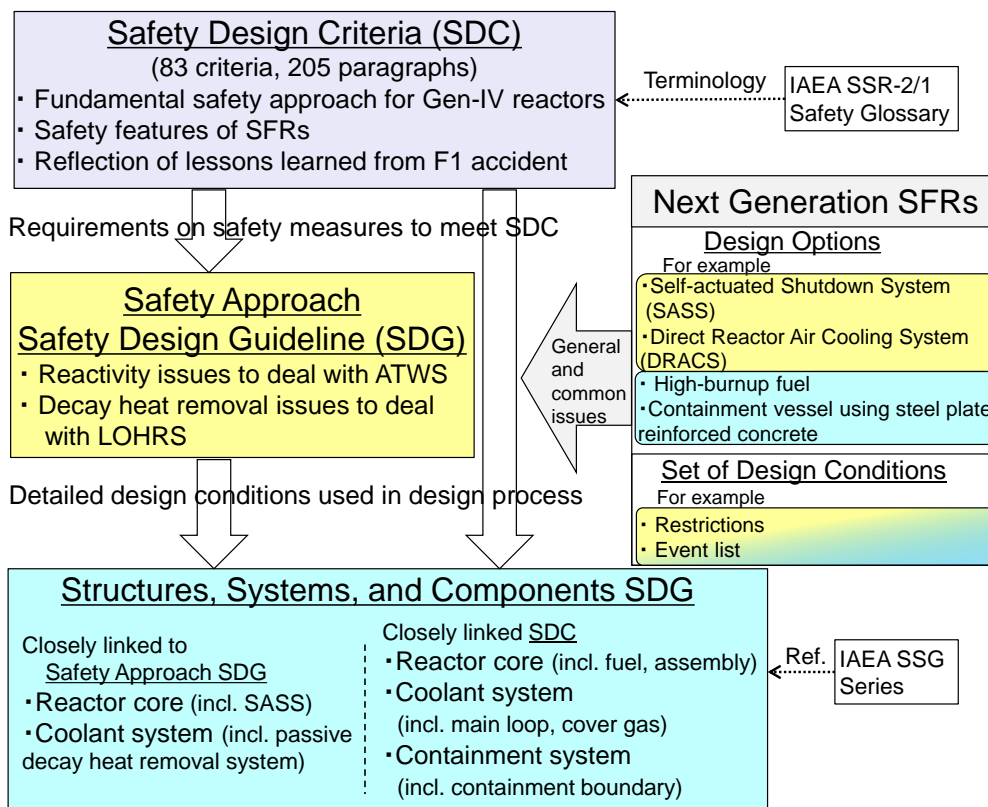 Safety Design Criteria (SDC)
(83 criteria, 205 paragraphs)
・Fundamental safety approach for Gen-IV reactors
・Safety features of SFRs
・Reflection of lessons learned from F1 accident
Terminology
IAEA SSR-2/1
Safety Glossary
Requirements on safety measures to meet SDC
Safety Approach
Safety Design Guideline (SDG)
・Reactivity issues to deal with ATWS
・Decay heat removal issues to deal
with LOHRS
General
and
common
issues
Next Generation SFRs
Design Options
For example
・Self-actuated Shutdown System
(SASS)
・Direct Reactor Air Cooling System
(DRACS)
・High-burnup fuel
・Containment vessel using steel plate
reinforced concrete
Set of Design Conditions
For example
・Restrictions
・Event list
Detailed design conditions used in design process
Structures, Systems, and Components SDG
Closely linked to
Safety Approach SDG
・Reactor core (incl. SASS)
・Coolant system (incl. passive
decay heat removal system)
Closely linked SDC
・Reactor core (incl. fuel, assembly)
・Coolant system
(incl. main loop, cover gas)
・Containment system
(incl. containment boundary)
Ref.
IAEA SSG
Series